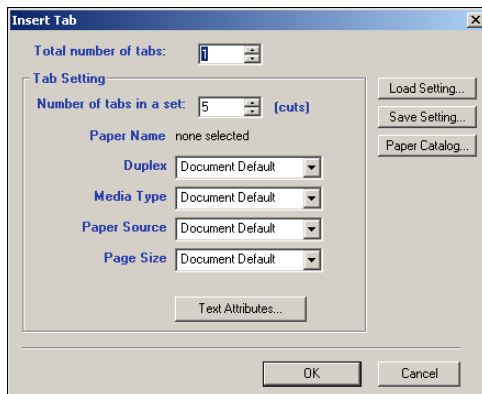 Insert Tab
Total number of tabs: 1
Tab Setting
Number of tabs in a set: 5 (cuts)
Load Setting...
Save Setting...
Paper Name none selected
Paper Catalog...
Duplex Document Default
Media Type Document Default
Paper Source Document Default
Page Size Document Default
Text Attributes...
OK Cancel